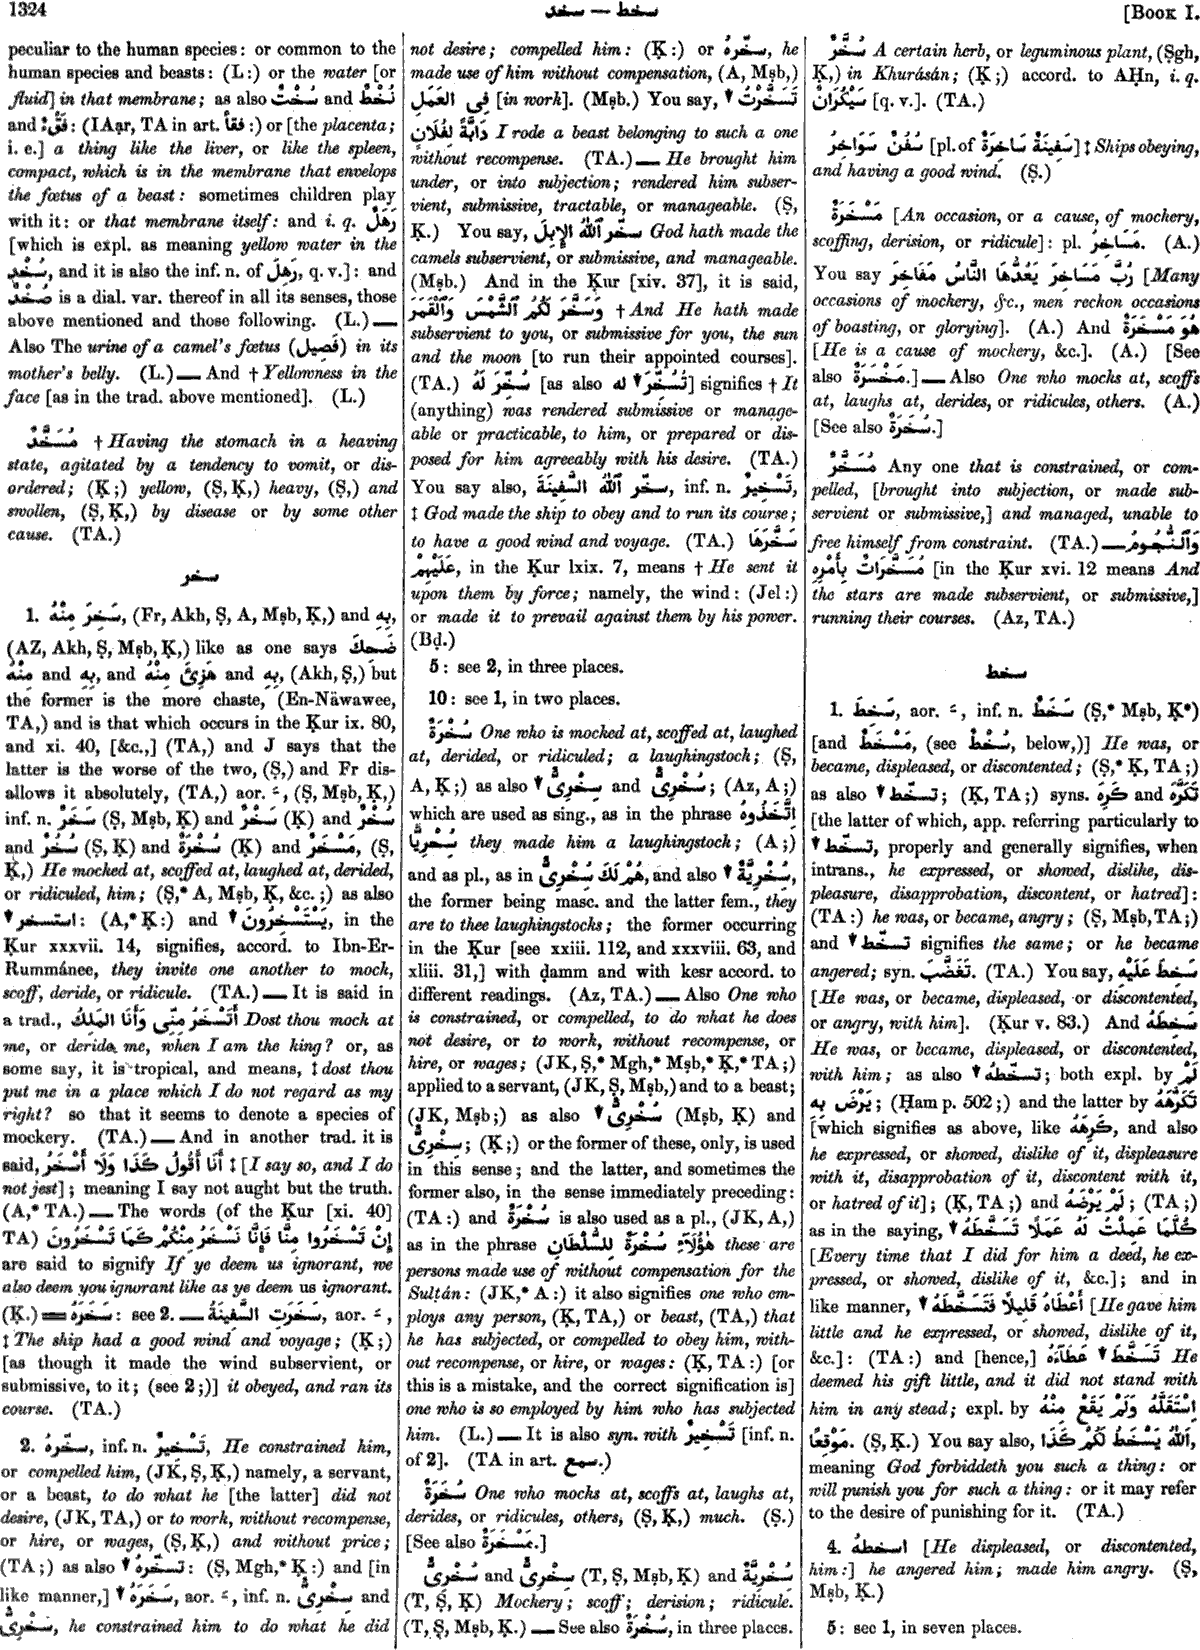 1324
سخد — سخط
[BOOK I.
peculiar to the human species: or common to the
human species and beasts: (L:) or the water [or
fluid] in that membrane; as also سُخْتٌ and نُخْطٌ
and فَقْءٌ: (IAạr, TA in art. فقأ:) or [the placenta;
i. e.] a thing like the liver, or like the spleen,
compact, which is in the membrane that envelops
the fœtus of a beast: sometimes children play
with it: or that membrane itself: and i. q. رَهَلٌ
[which is expl. as meaning yellow water in the
سُخْد, and it is also the inf. n. of رَهِلَ, q. v.]: and
صُخْدٌ is a dial. var. thereof in all its senses, those
above mentioned and those following. (L.) —
Also The urine of a camel's fœtus (فَصِيل) in its
mother's belly. (L.) — And † Yellowness in the
face [as in the trad. above mentioned]. (L.)
مُسَخَّدٌ † Having the stomach in a heaving
state, agitated by a tendency to vomit, or dis-
ordered; (Ḳ;) yellow, (Ṣ, Ḳ,) heavy, (Ṣ,) and
swollen, (Ṣ, Ḳ,) by disease or by some other
cause. (TA.)
سخر
1. سَخِرَ مِنْهُ, (Fr, Akh, Ṣ, A, Mṣb, Ḳ,) and بِهِ,
(AZ, Akh, Ṣ, Mṣb, Ḳ,) like as one says ضَحِكَ
مِنْهُ and بِهِ, and هَزِئَ مِنْهُ and بِهِ, (Akh, Ṣ,) but
the former is the more chaste, (En-Näwawee,
TA,) and is that which occurs in the Ḳur ix. 80,
and xi. 40, [&c.,] (TA,) and J says that the
latter is the worse of the two, (Ṣ,) and Fr dis-
allows it absolutely, (TA,) aor. ـَ, (Ṣ, Mṣb, Ḳ,)
inf. n. سَخَرٌ (Ṣ, Mṣb, Ḳ) and سَخْرٌ (Ḳ) and سُخُرٌ
and سُخْرٌ (Ṣ, Ḳ) and سُخْرَةٌ (Ḳ) and مَسْخَرٌ, (Ṣ,
Ḳ,) He mocked at, scoffed at, laughed at, derided,
or ridiculed, him; (Ṣ,* A, Mṣb, Ḳ, &c.;) as also
▼ استسخر: (A,* Ḳ:) and ▼ يَسْتَسْخِرُونَ, in the
Ḳur xxxvii. 14, signifies, accord. to Ibn-Er-
Rummánee, they invite one another to mock,
scoff, deride, or ridicule. (TA.) — It is said in
a trad., أَتَسْخَرُ مِنِّى وَأَنَا المَلِكُ Dost thou mock at
me, or deride me, when I am the king? or, as
some say, it is tropical, and means, ‡ dost thou
put me in a place which I do not regard as my
right? so that it seems to denote a species of
mockery. (TA.) — And in another trad. it is
said, أَنَا أَقُولُ كَذَا وَلَا أَسْخَرُ ‡ [I say so, and I do
not jest]; meaning I say not aught but the truth.
(A,* TA.) — The words (of the Ḳur [xi. 40]
TA) إِنْ تَسْخَرُوا مِنَّا فَإِنَّا نَسْخَرُ مِنْكُمْ كَمَا تَسْخَرُونَ
are said to signify If ye deem us ignorant, we
also deem you ignorant like as ye deem us ignorant.
(Ḳ.) ═ سَخَرَهُ: see 2. — سَخَرَتِ السَّفِينَةُ, aor. ـَ,
‡ The ship had a good wind and voyage; (Ḳ;)
[as though it made the wind subservient, or
submissive, to it; (see 2;)] it obeyed, and ran its
course. (TA.)
2. سخّرهُ, inf. n. تَسْخِيرٌ, He constrained him,
or compelled him, (JK, Ṣ, Ḳ,) namely, a servant,
or a beast, to do what he [the latter] did not
desire, (JK, TA,) or to work, without recompense,
or hire, or wages, (Ṣ, Ḳ,) and without price;
(TA;) as also ▼ تسخّرهُ: (Ṣ, Mgh,* Ḳ:) and [in
like manner,] ▼ سَخَرَهُ, aor. ـَ, inf. n. سِخْرِىٌّ and
سُخْرِىٌّ, he constrained him to do what he did
not desire; compelled him: (Ḳ:) or سخّرهُ, he
made use of him without compensation, (A, Mṣb,)
فِى العَمَلِ [in work]. (Mṣb.) You say, ▼ تَسَخَّرْتُ
دَابَّةً لِفُلَانٍ I rode a beast belonging to such a one
without recompense. (TA.) — He brought him
under, or into subjection; rendered him subser-
vient, submissive, tractable, or manageable. (Ṣ,
Ḳ.) You say, سخّر ٱللّٰهُ الإِبِلَ God hath made the
camels subservient, or submissive, and manageable.
(Mṣb.) And in the Ḳur [xiv. 37], it is said,
وَسَخَّرَ لَكُمُ ٱلشَّمْسَ وَٱلْقَمَرَ † And He hath made
subservient to you, or submissive for you, the sun
and the moon [to run their appointed courses].
(TA.) سُخِّرَ لَهُ [as also ▼ تُسُخِّرَ له] signifies † It
(anything) was rendered submissive or manage-
able or practicable, to him, or prepared or dis-
posed for him agreeably with his desire. (TA.)
You say also, سخّر ٱللّٰهُ السَّفِينَةَ, inf. n. تَسْخِيرٌ,
‡ God made the ship to obey and to run its course;
to have a good wind and voyage. (TA.) سَخَّرَهَا
عَلَيْهِمْ, in the Ḳur lxix. 7, means † He sent it
upon them by force; namely, the wind: (Jel:)
or made it to prevail against them by his power.
(Bḍ.)
5: see 2, in three places.
10: see 1, in two places.
سُخْرَةٌ One who is mocked at, scoffed at, laughed
at, derided, or ridiculed; a laughingstock; (Ṣ,
A, Ḳ;) as also ▼ سِخْرِىٌّ and سُخْرِىٌّ; (Az, A;)
which are used as sing., as in the phrase اِتَّخَذُوهُ
سُِخْرِيًّا they made him a laughingstock; (A;)
and as pl., as in هُمْ لَكَ سُخْرِىٌّ, and also ▼ سُخْرِيَّةٌ,
the former being masc. and the latter fem., they
are to thee laughingstocks; the former occurring
in the Ḳur [see xxiii. 112, and xxxviii. 63, and
xliii. 31,] with ḍamm and with kesr accord. to
different readings. (Az, TA.) — Also One who
is constrained, or compelled, to do what he does
not desire, or to work, without recompense, or
hire, or wages; (JK, Ṣ,* Mgh,* Mṣb,* Ḳ,* TA;)
applied to a servant, (JK, Ṣ, Mṣb,) and to a beast;
(JK, Mṣb;) as also ▼ سُخْرِىٌّ (Mṣb, Ḳ) and
سِخْرِىٌّ; (Ḳ;) or the former of these, only, is used
in this sense; and the latter, and sometimes the
former also, in the sense immediately preceding:
(TA:) and سُخْرَةٌ is also used as a pl., (JK, A,)
as in the phrase هٰؤُلَآءِ سُخْرَةٌ لِلسُّلْطَانِ these are
persons made use of without compensation for the
Sulṭán: (JK,* A:) it also signifies one who em-
ploys any person, (Ḳ, TA,) or beast, (TA,) that
he has subjected, or compelled to obey him, with-
out recompense, or hire, or wages: (Ḳ, TA:) [or
this is a mistake, and the correct signification is]
one who is so employed by him who has subjected
him. (L.) — It is also syn. with تَسْخِيرٌ [inf. n.
of 2]. (TA in art. سمع.)
سُخَرَةٌ One who mocks at, scoffs at, laughs at,
derides, or ridicules, others, (Ṣ, Ḳ,) much. (Ṣ.)
[See also مَسْخَرَةٌ.]
سُخْرِىٌّ and سِخْرِىٌّ (T, Ṣ, Mṣb, Ḳ) and سُخْرِيَّةٌ
(T, Ṣ, Ḳ) Mockery; scoff; derision; ridicule.
(T, Ṣ, Mṣb, Ḳ.) — See also سُخْرَةٌ, in three places.
سُخَّرٌ A certain herb, or leguminous plant, (Ṣgh,
Ḳ,) in Khurásán; (Ḳ;) accord. to AḤn, i. q.
سَيْكَرَانٌ [q. v.]. (TA.)
سُفُنٌ سَوَاخِرُ [pl. of سَفِينَةٌ سَاخِرَةٌ] ‡ Ships obeying,
and having a good wind. (Ṣ.)
مَسْخَرَةٌ [An occasion, or a cause, of mockery,
scoffing, derision, or ridicule]: pl. مَسَاخِرُ. (A.)
You say رُبَّ مَسَاخِرَ يَعُدُّهَا النَّاسُ مَفَاخِرَ [Many
occasions of mockery, &c., men reckon occasions
of boasting, or glorying]. (A.) And هُوَ مَسْخَرَةٌ
[He is a cause of mockery, &c.]. (A.) [See
also مَخْسَرَةٌ.] — Also One who mocks at, scoffs
at, laughs at, derides, or ridicules, others. (A.)
[See also سُخَرَةٌ.]
مُسَخَّرٌ Any one that is constrained, or com-
pelled, [brought into subjection, or made sub-
servient or submissive,] and managed, unable to
free himself from constraint. (TA.) — وَٱلنُّجُومُ
مُسَخَّرَاتٌ بِأَمْرِهِ [in the Ḳur xvi. 12 means And
the stars are made subservient, or submissive,]
running their courses. (Az, TA.)
سخط
1. سَخِطَ, aor. ـَ, inf. n. سَخَطٌ (Ṣ,* Mṣb, Ḳ*)
[and مَسْخَطٌ, (see سُخْطٌ, below,)] He was, or
became, displeased, or discontented; (Ṣ,* Ḳ, TA;)
as also ▼ تسخّط; (Ḳ, TA;) syns. كَرِهَ and تَكَرَّهَ
[the latter of which, app. referring particularly to
▼ تسخّط, properly and generally signifies, when
intrans., he expressed, or showed, dislike, dis-
pleasure, disapprobation, discontent, or hatred]:
(TA:) he was, or became, angry; (Ṣ, Mṣb, TA;)
and ▼ تسخّط signifies the same; or he became
angered; syn. تَغَضَّبَ. (TA.) You say, سَخِطَ عَلَيْهِ
[He was, or became, displeased, or discontented,
or angry, with him]. (Ḳur v. 83.) And سَخِطَهُ
He was, or became, displeased, or discontented,
with him; as also ▼ تسخّطهُ; both expl. by لَمْ
يَرْضَ بِهِ; (Ḥam p. 502;) and the latter by تَكَرَّهَهُ
[which signifies as above, like كَرِهَهُ, and also
he expressed, or showed, dislike of it, displeasure
with it, disapprobation of it, discontent with it,
or hatred of it]; (Ḳ, TA;) and لَمْ يَرْضَهُ; (TA;)
as in the saying, ▼ كُلَّمَا عَمِلْتُ لَهُ عَمَلًا تَسَخَّطَهُ
[Every time that I did for him a deed, he ex-
pressed, or showed, dislike of it, &c.]; and in
like manner, ▼ أَعْطَاهُ قَلِيلًا فَتَسَخَّطَهُ [He gave him
little and he expressed, or showed, dislike of it,
&c.]: (TA:) and [hence,] تَسَخَّطَ ▼ عَطَآءَهُ He
deemed his gift little, and it did not stand with
him in any stead; expl. by اِسْتَقَلَّهُ وَلَمْ يَقَعْ مِنْهُ
مَوْقِعًا. (Ṣ, Ḳ.) You say also, ٱللّٰهُ يَسْخَطُ لَكُمْ كَذَا,
meaning God forbiddeth you such a thing: or
will punish you for such a thing: or it may refer
to the desire of punishing for it. (TA.)
4. اسخطهُ [He displeased, or discontented,
him:] he angered him; made him angry. (Ṣ,
Mṣb, Ḳ.)
5: see 1, in seven places.